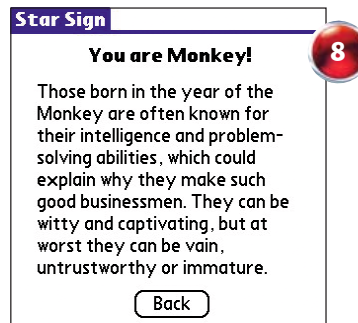 Star Sign
8
You are Monkey!
Those born in the year of the
Monkey are often known for
their intelligence and problem-
solving abilities, which could
explain why they make such
good businessmen. They can be
witty and captivating, but at
worst they can be vain,
untrustworthy or immature.
Back